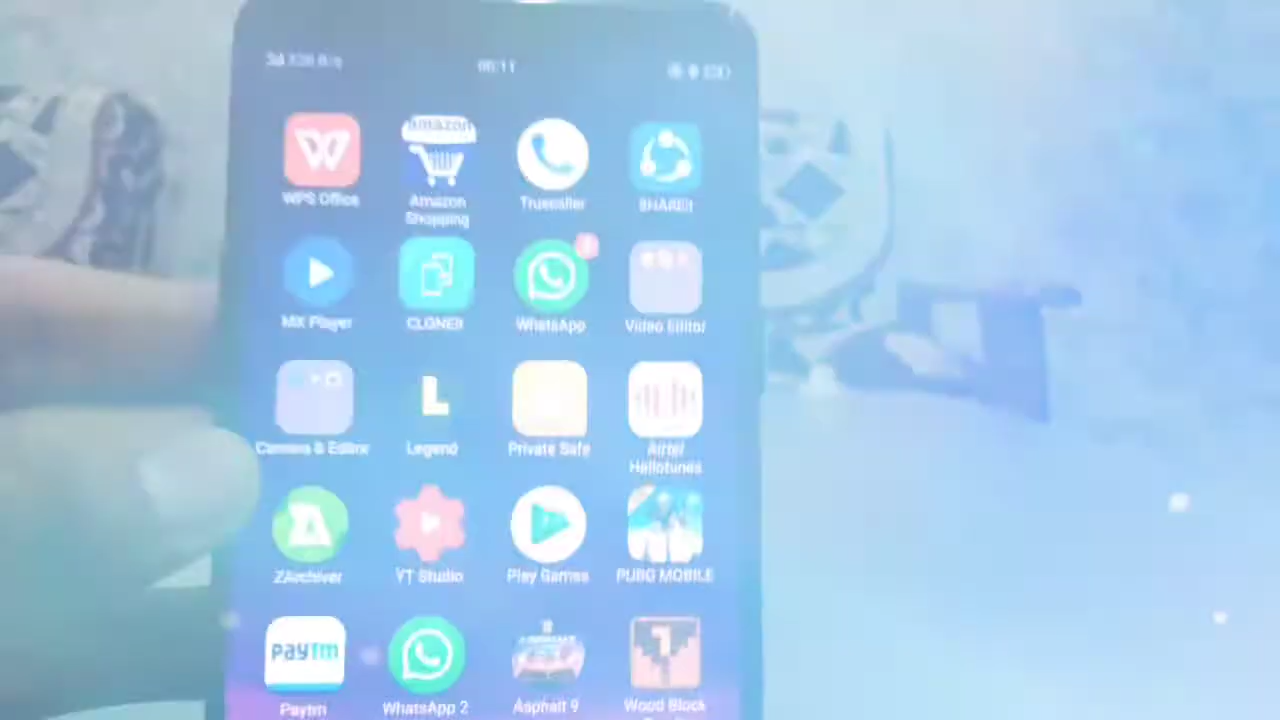 amazon
WPS Office
Amazon
Shopping
Truecaller
SHAREit
MX Player
CLONEit
WhatsApp
Video Editor
L
Legend
Private Safe
Airtel
Hellotunes
ZArchiver
YT Studio
Play Games
PUBG MOBILE
paytm
Paytm
WhatsApp 2
Asphalt 9
Wood Block